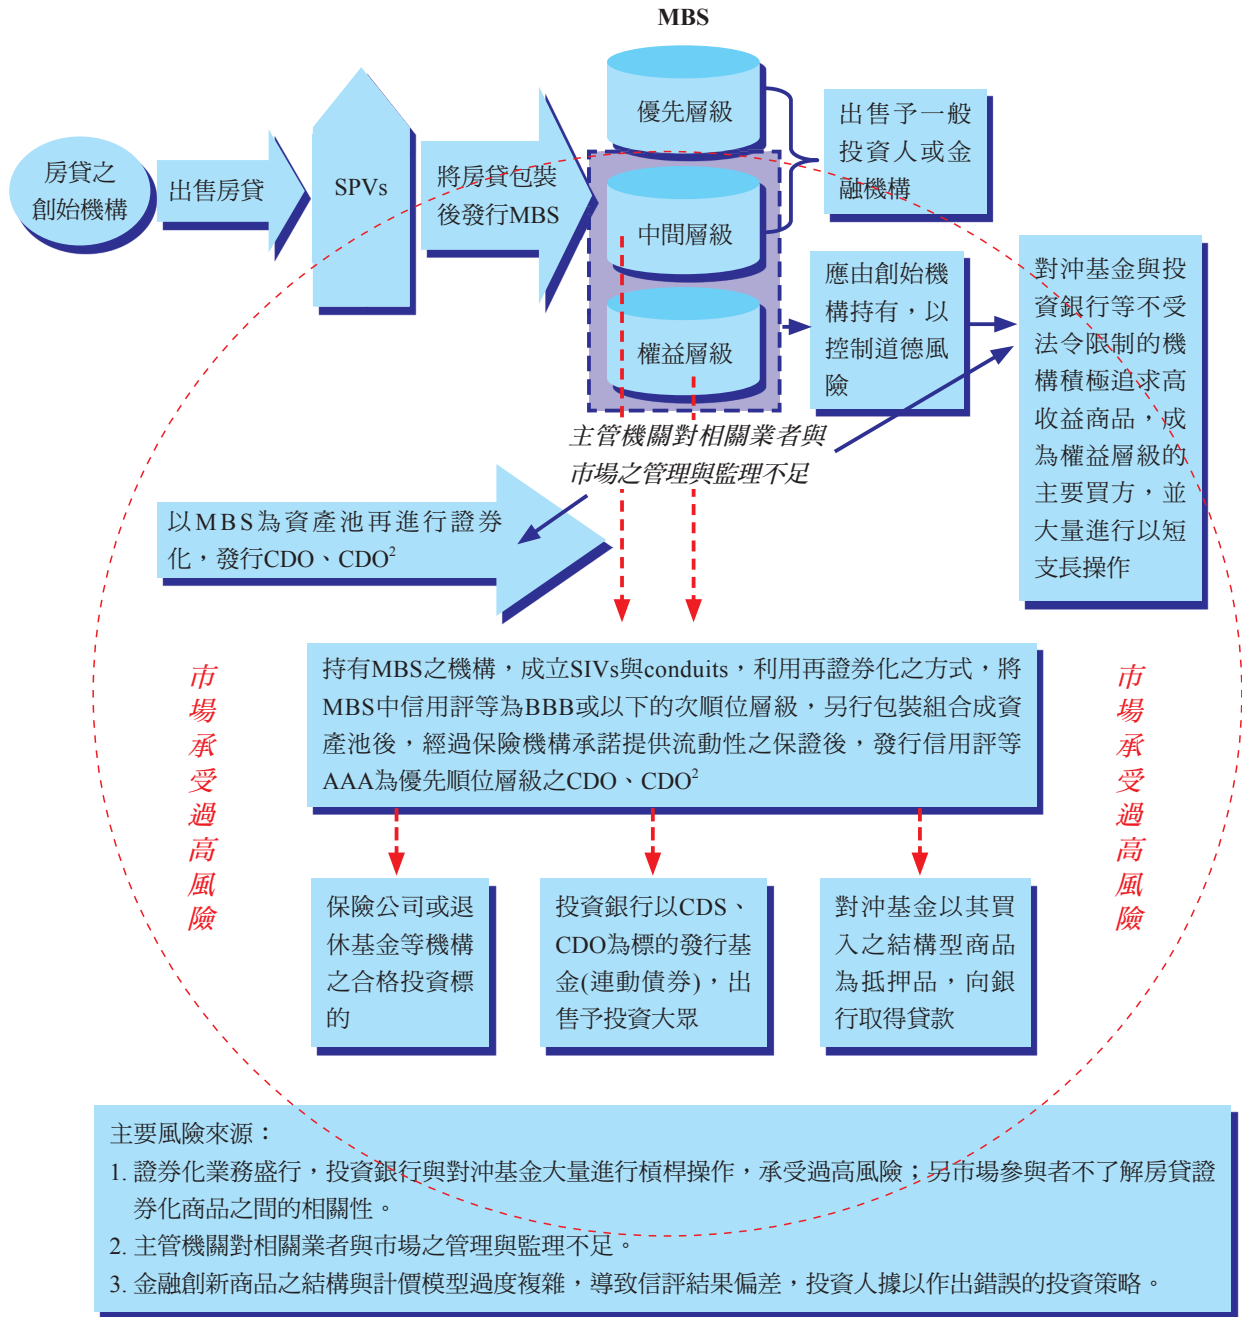 MBS
房貸之
創始機構
出售房貸
SPVs
將房貸包裝
後發行MBS
優先層級
中間層級
權益層級
出售予一般
投資人或金
融機構
應由創始機
構持有，以
控制道德風
險
對沖基金與投
資銀行等不受
法令限制的機
構積極追求高
收益商品，成
為權益層級的
主要買方，並
大量進行以短
支長操作
主管機關對相關業者與
市場之管理與監理不足
以MBS為資產池再進行證券
化，發行CDO、CDO²
市場承受過高風險
持有MBS之機構，成立SIVs與conduits，利用再證券化之方式，將
MBS中信用評等為BBB或以下的次順位層級，另行包裝組合成資
產池後，經過保險機構承諾提供流動性之保證後，發行信用評等
AAA為優先順位層級之CDO、CDO²
市場承受過高風險
保險公司或退
休基金等機構
之合格投資標
的
投資銀行以CDS、
CDO為標的發行基
金(連動債券)，出
售予投資大眾
對沖基金以其買
入之結構型商品
為抵押品，向銀
行取得貸款
主要風險來源：
1. 證券化業務盛行，投資銀行與對沖基金大量進行槓桿操作，承受過高風險；另市場參與者不了解房貸證
券化商品之間的相關性。
2. 主管機關對相關業者與市場之管理與監理不足。
3. 金融創新商品之結構與計價模型過度複雜，導致信評結果偏差，投資人據以作出錯誤的投資策略。